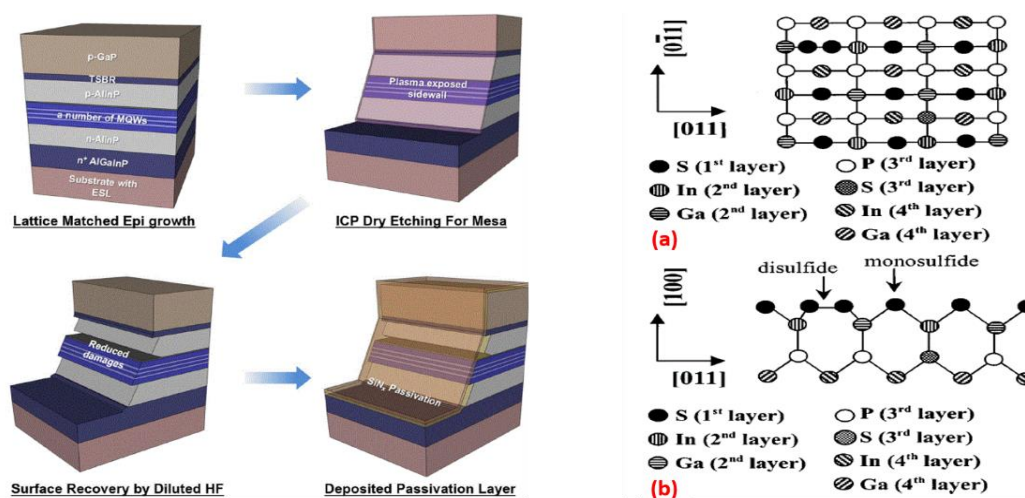 p-GaP
TSBR
p-AlInP
a number of MQWs
n-AlInP
n⁺ AlGaInP
Substrate with
ESL
Lattice Matched Epi growth
Plasma exposed
sidewall
ICP Dry Etching For Mesa
Reduced
damages
Surface Recovery by Diluted HF
SiNₓ Passivation
Deposited Passivation Layer
[01̄1]
[011]
S (1st layer)
In (2nd layer)
Ga (2nd layer)
P (3rd layer)
S (3rd layer)
In (4th layer)
Ga (4th layer)
(a)
disulfide
monosulfide
[100]
[011]
S (1st layer)
In (2nd layer)
Ga (2nd layer)
P (3rd layer)
S (3rd layer)
In (4th layer)
Ga (4th layer)
(b)